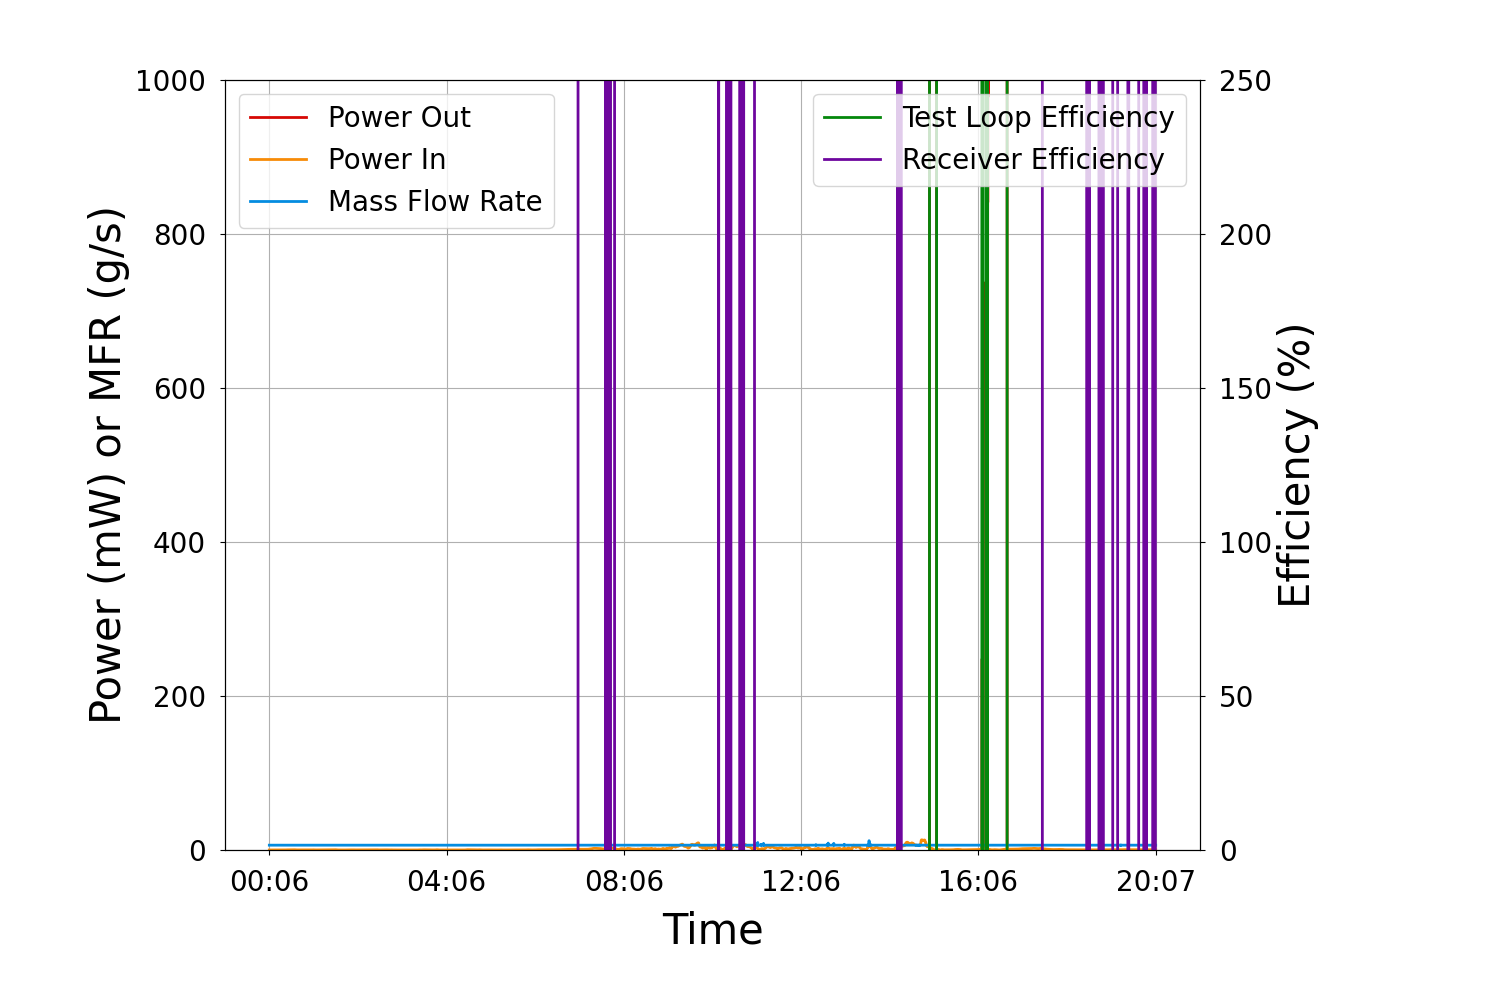 1000
800
600
400
200
0
Power (mW) or MFR (g/s)
Power Out
Power In
Mass Flow Rate
Test Loop Efficiency
Receiver Efficiency
250
200
150
100
50
0
Efficiency (%)
00:06 04:06 08:06 12:06 16:06 20:07
Time